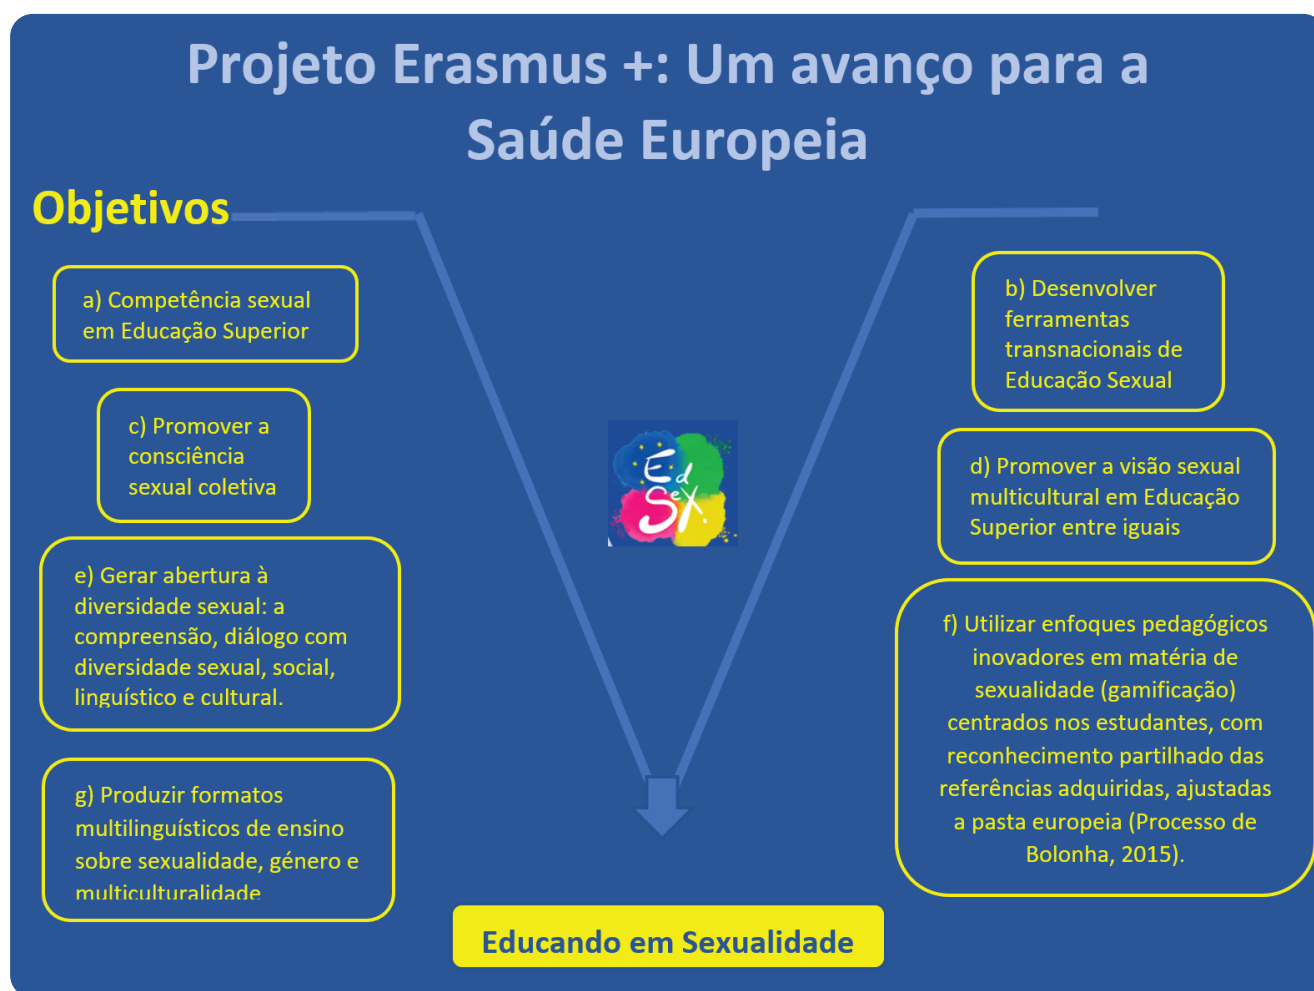 Projeto Erasmus +: Um avanço para a
Saúde Europeia
Objetivos
a) Competência sexual
em Educação Superior
b) Desenvolver
ferramentas
transnacionais de
Educação Sexual
c) Promover a
consciência
sexual coletiva
d) Promover a visão sexual
multicultural em Educação
Superior entre iguais
e) Gerar abertura à
diversidade sexual: a
compreensão, diálogo com
diversidade sexual, social,
linguístico e cultural.
f) Utilizar enfoques pedagógicos
inovadores em matéria de
sexualidade (gamificação)
centrados nos estudantes, com
reconhecimento partilhado das
referências adquiridas, ajustadas
a pasta europeia (Processo de
Bolonha, 2015).
g) Produzir formatos
multilinguísticos de ensino
sobre sexualidade, género e
multiculturalidade
Ed
SeX.
Educando em Sexualidade